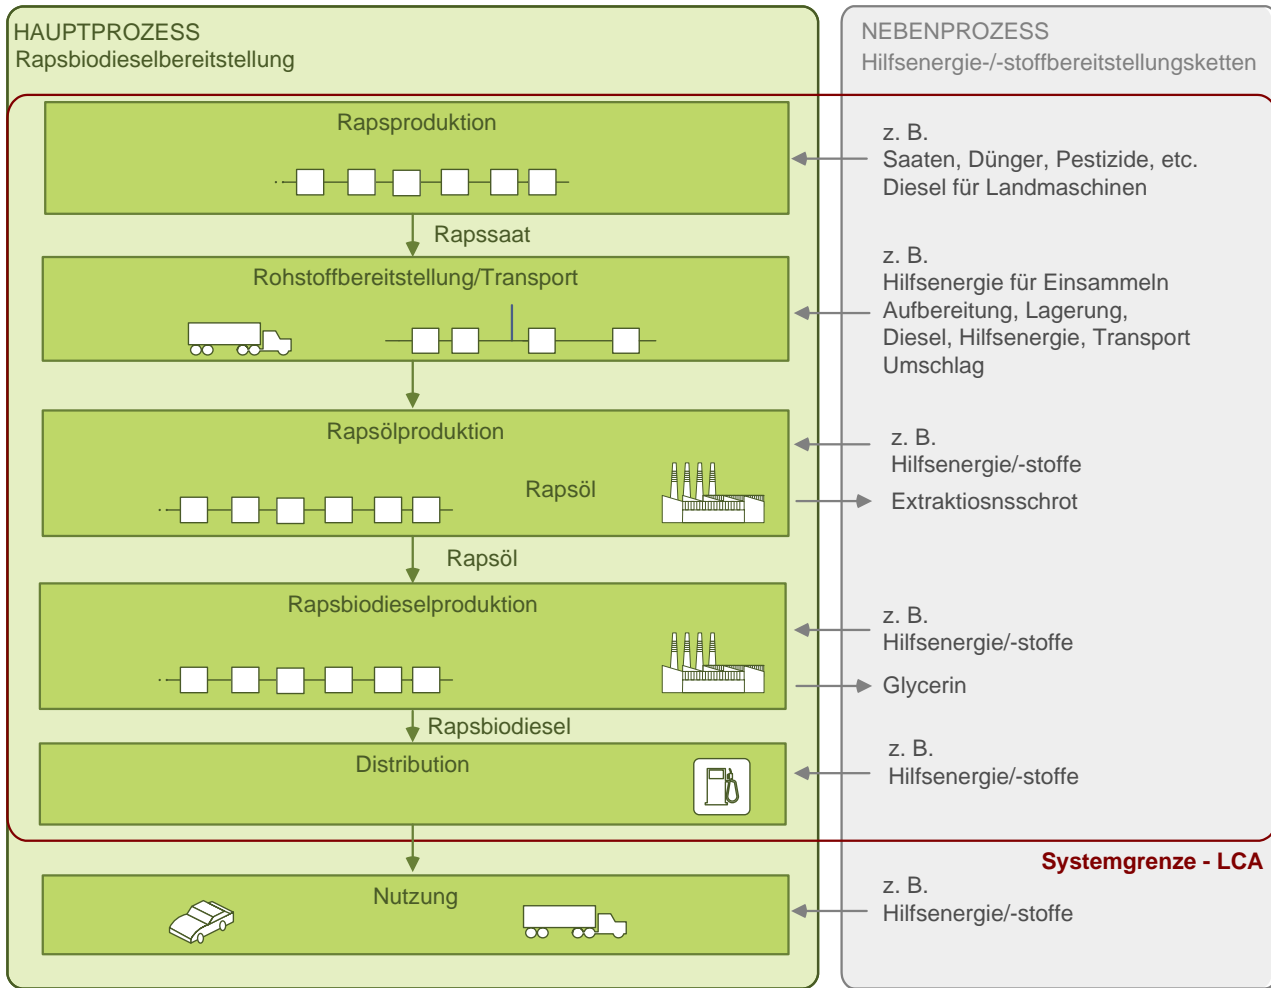 HAUPTPROZESS
Rapsbiodieselbereitstellung
NEBENPROZESS
Hilfsenergie-/-stoffbereitstellungsketten
Rapsproduktion
z. B.
Saaten, Dünger, Pestizide, etc.
Diesel für Landmaschinen
Rapssaat
Rohstoffbereitstellung/Transport
z. B.
Hilfsenergie für Einsammeln
Aufbereitung, Lagerung,
Diesel, Hilfsenergie, Transport
Umschlag
Rapsölproduktion
Rapsöl
z. B.
Hilfsenergie/-stoffe
Extraktiosnsschrot
Rapsöl
Rapsbiodieselproduktion
z. B.
Hilfsenergie/-stoffe
Glycerin
Rapsbiodiesel
Distribution
z. B.
Hilfsenergie/-stoffe
Systemgrenze - LCA
Nutzung
z. B.
Hilfsenergie/-stoffe